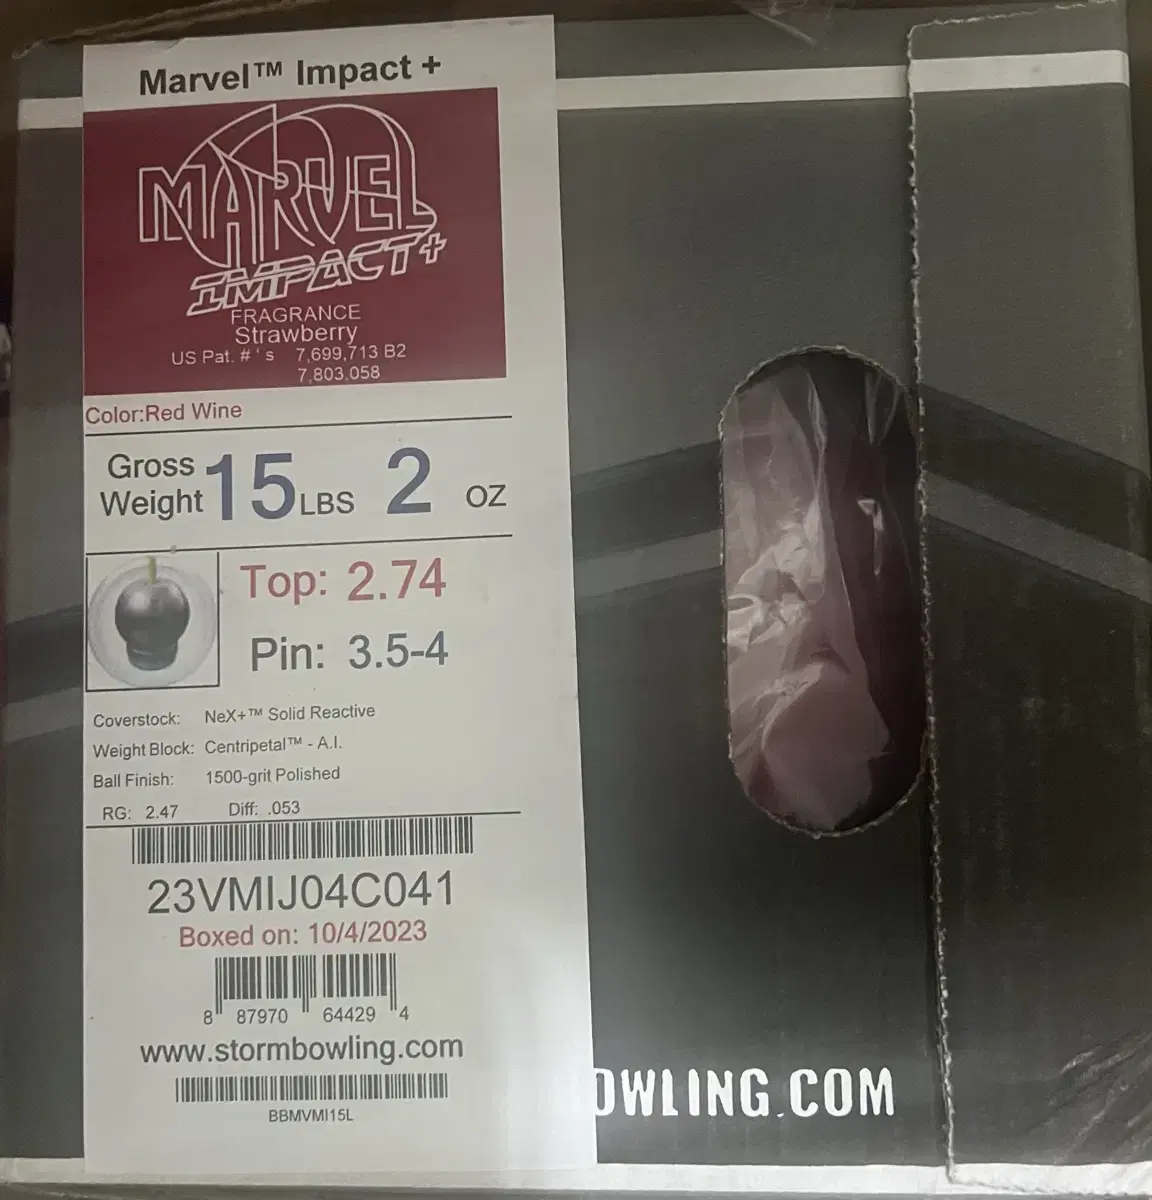 Marvel™ Impact +
MARVEL
IMPACT+
FRAGRANCE
Strawberry
US Pat. # ' s 7,699,713 B2
7,803,058
Color:Red Wine
Gross Weight 15 LBS 2 OZ
Top: 2.74
Pin: 3.5-4
Coverstock: NeX+™ Solid Reactive
Weight Block: Centripetal™ - A.I.
Ball Finish: 1500-grit Polished
RG: 2.47 Diff: .053
23VMIJ04C041
Boxed on: 10/4/2023
8 87970 64429 4
www.stormbowling.com
BBMVMI15L
OWLING.COM